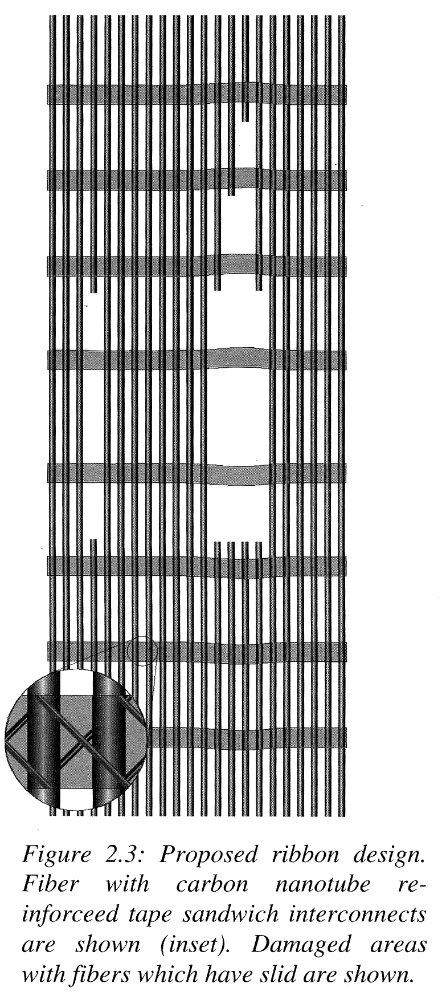 Figure 2.3: Proposed ribbon design.
Fiber with carbon nanotube re-
inforceed tape sandwich interconnects
are shown (inset). Damaged areas
with fibers which have slid are shown.